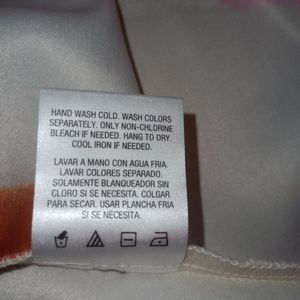 HAND WASH COLD. WASH COLORS
SEPARATELY. ONLY NON-CHLORINE
BLEACH IF NEEDED. HANG TO DRY.
COOL IRON IF NEEDED.
LAVAR A MANO CON AGUA FRIA.
LAVAR COLORES SEPARADO.
SOLAMENTE BLANQUEADOR SIN
CLORO SI ES NECESITA. COLGAR
PARA SECAR. USAR PLANCHA FRIA
SI SE NECESITA.